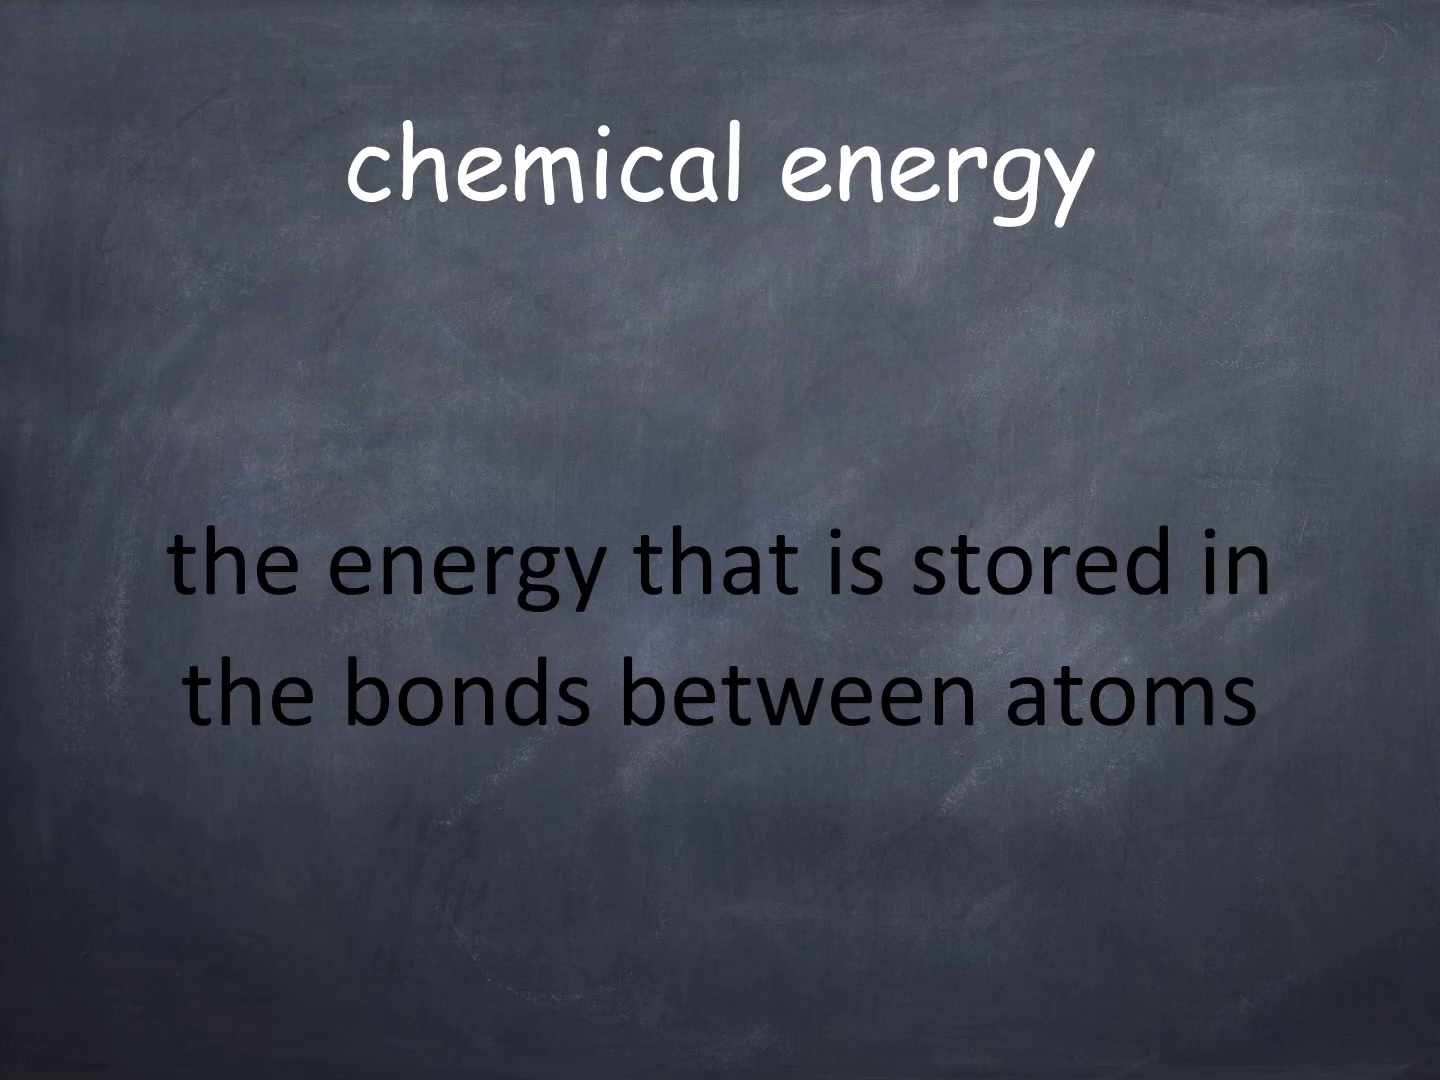 chemical energy
the energy that is stored in
the bonds between atoms